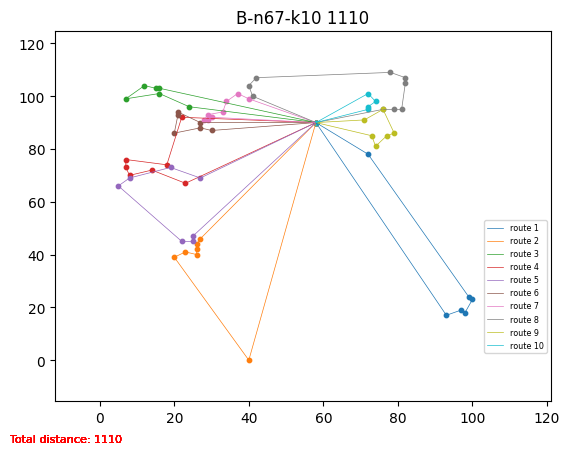 B-n67-k10 1110
120
100
80
60
40
20
0
0 20 40 60 80 100 120
route 1
route 2
route 3
route 4
route 5
route 6
route 7
route 8
route 9
route 10
Total distance: 1110